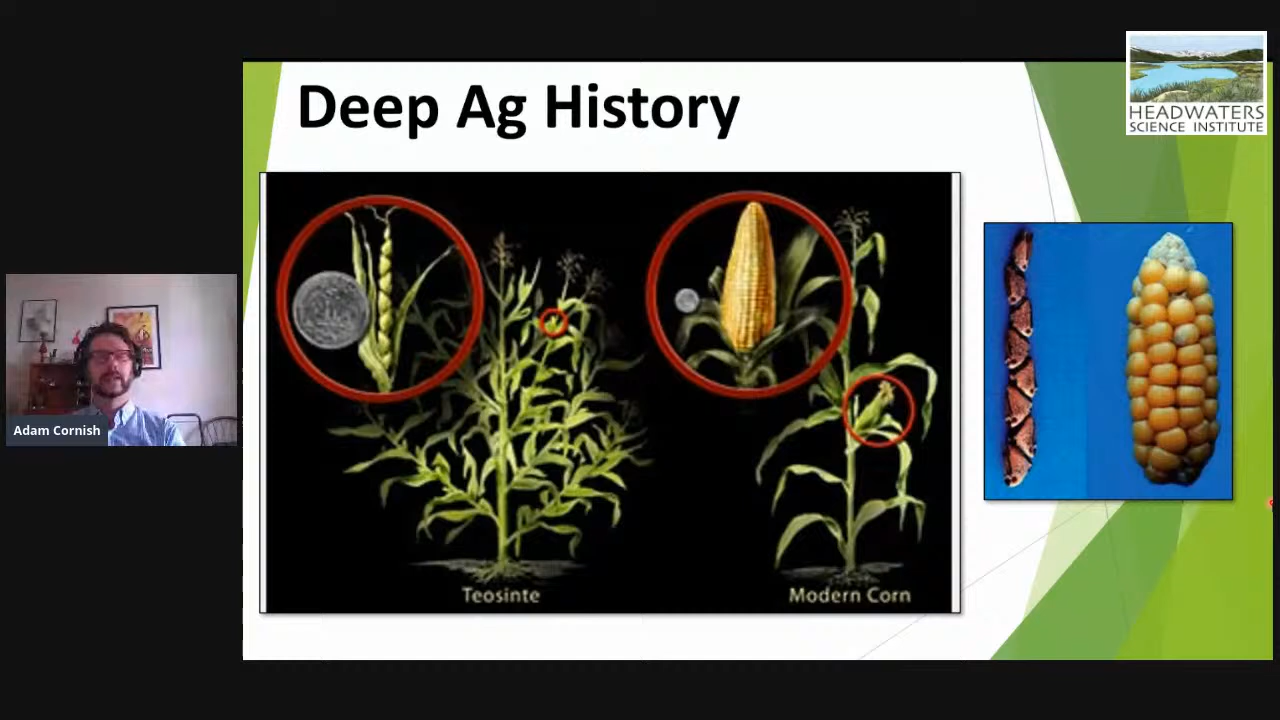 Deep Ag History
HEADWATERS
SCIENCE INSTITUTE
Adam Cornish
Teosinte
Modern Corn